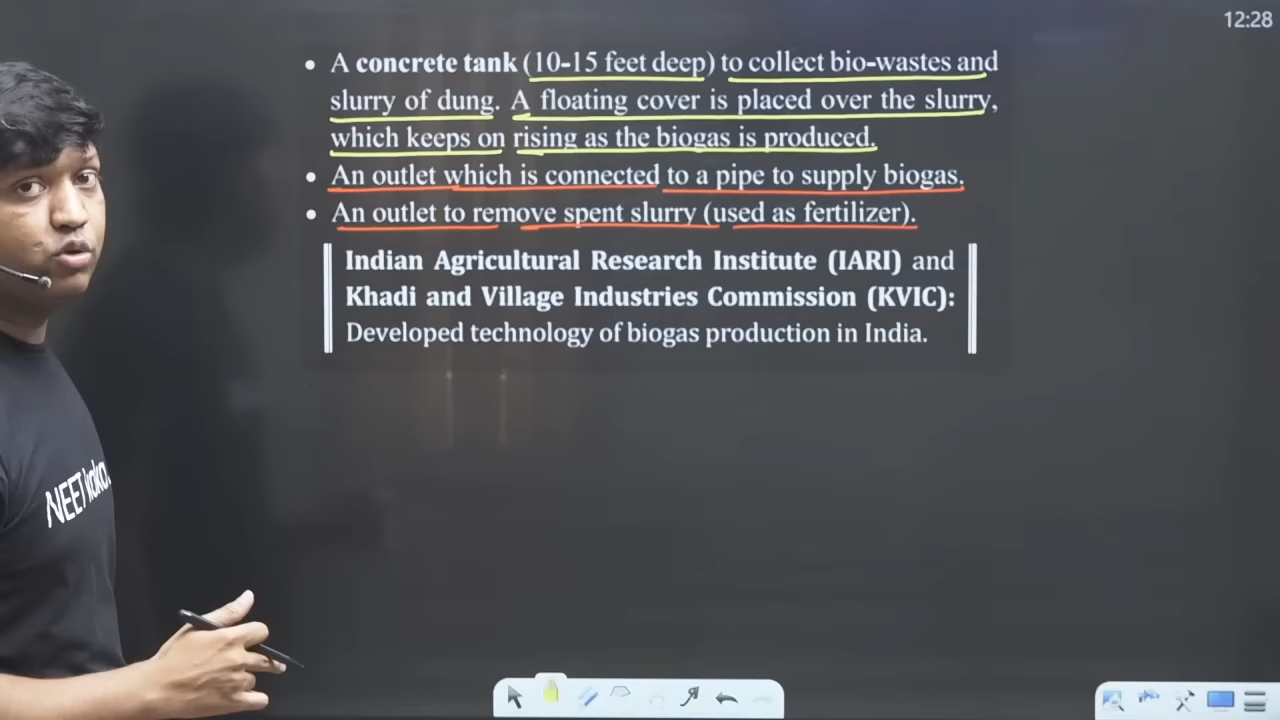 12:28
• A concrete tank (10-15 feet deep) to collect bio-wastes and
slurry of dung. A floating cover is placed over the slurry,
which keeps on rising as the biogas is produced.
• An outlet which is connected to a pipe to supply biogas.
• An outlet to remove spent slurry (used as fertilizer).
Indian Agricultural Research Institute (IARI) and
Khadi and Village Industries Commission (KVIC):
Developed technology of biogas production in India.
NEET kaka